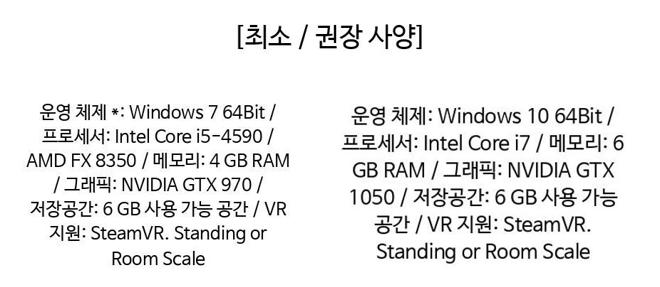 [최소 / 권장 사양]
운영 체제 *: Windows 7 64Bit /
프로세서: Intel Core i5-4590 /
AMD FX 8350 / 메모리: 4 GB RAM
/ 그래픽: NVIDIA GTX 970 /
저장공간: 6 GB 사용 가능 공간 / VR
지원: SteamVR. Standing or
Room Scale
운영 체제: Windows 10 64Bit /
프로세서: Intel Core i7 / 메모리: 6
GB RAM / 그래픽: NVIDIA GTX
1050 / 저장공간: 6 GB 사용 가능
공간 / VR 지원: SteamVR.
Standing or Room Scale